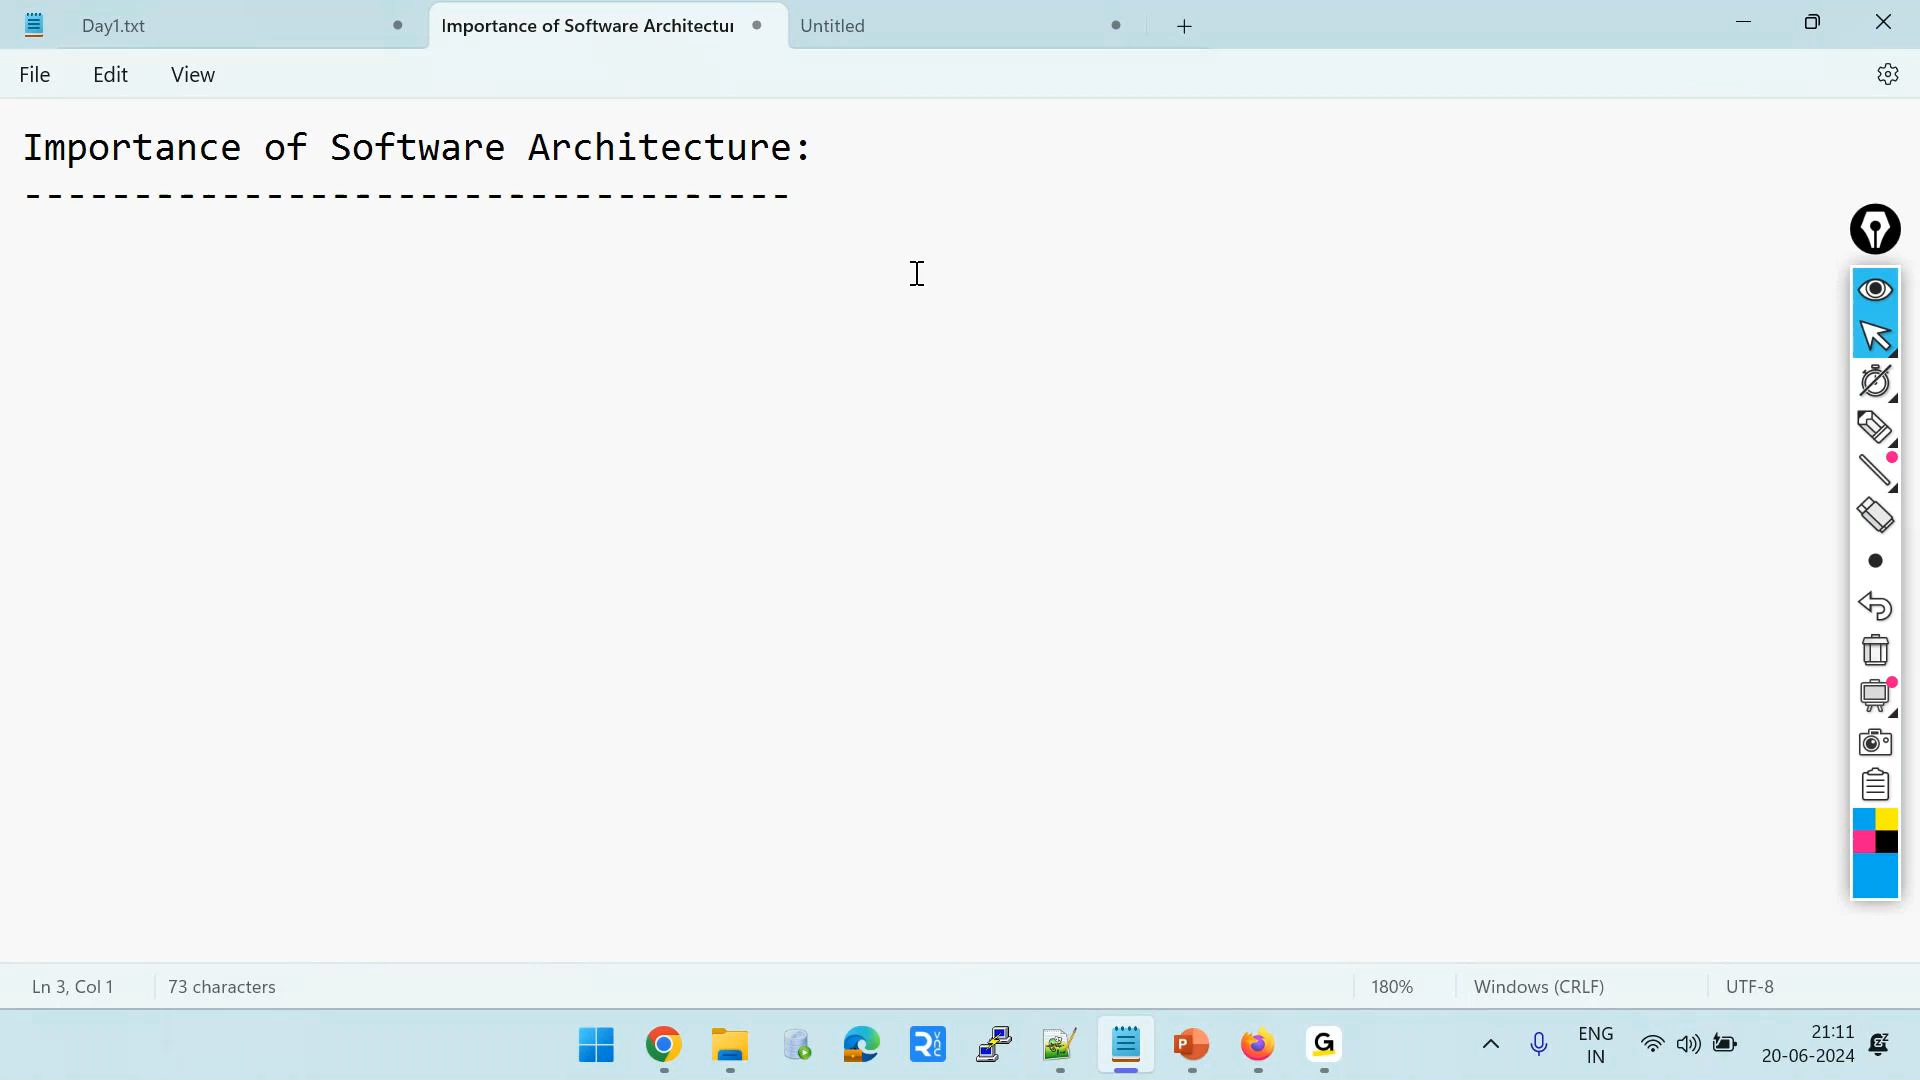 Day1.txt
Importance of Software Architectur
Untitled
File Edit View
Importance of Software Architecture:
-----------------------------------
Ln 3, Col 1
73 characters
180%
Windows (CRLF)
UTF-8
ENG
IN
21:11
20-06-2024